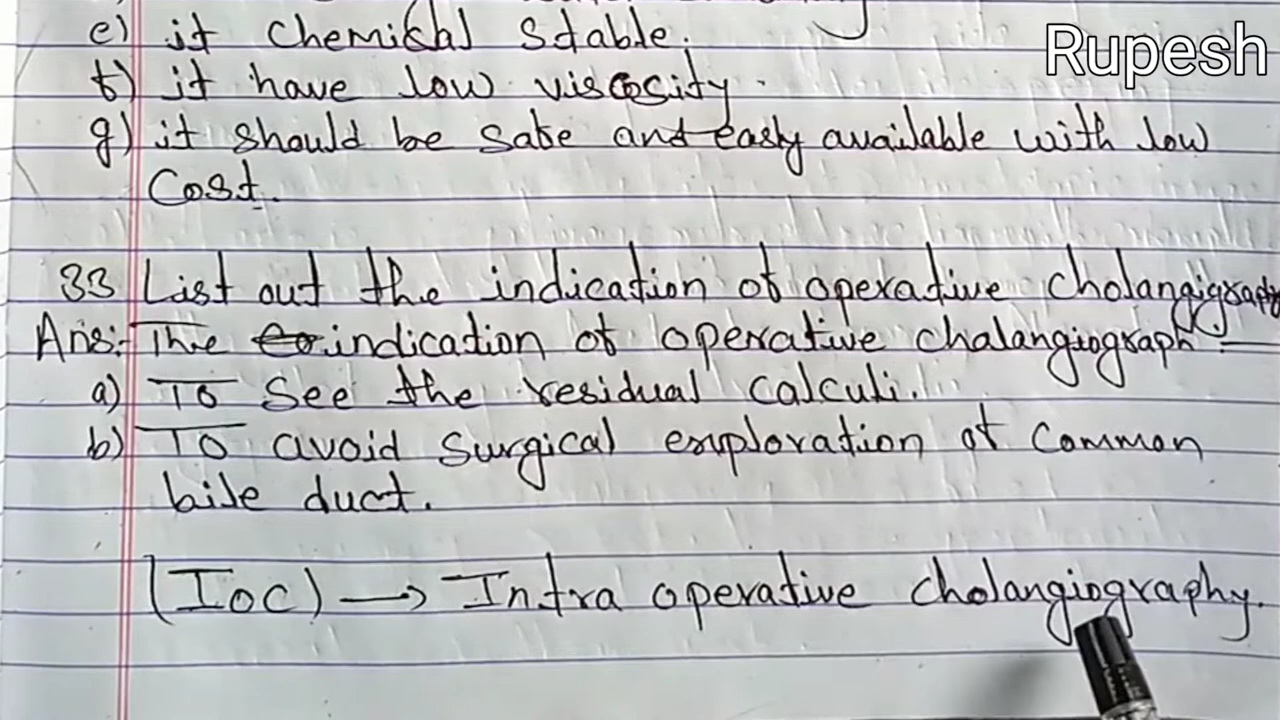 Rupesh
e) it chemical stable.
f) it have low viscosity.
g) it should be safe and easly available with low
cost.
33 List out the indication of operative cholangigraphy
Ans:- The indication of operative chalangiograph :-
a) To see the residual calculi.
b) To avoid surgical exploration of common
bile duct.
(IOC) → Intra operative cholangiography.